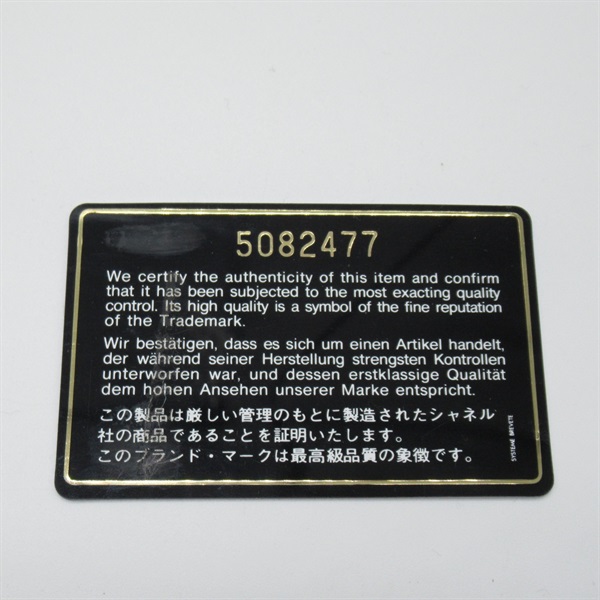 5082477
We certify the authenticity of this item and confirm
that it has been subjected to the most exacting quality
control. Its high quality is a symbol of the fine reputation
of the Trademark.
Wir bestätigen, dass es sich um einen Artikel handelt,
der während seiner Herstellung strengsten Kontrollen
unterworfen war, und dessen erstklassige Qualität
dem hohen Ansehen unserer Marke entspricht.
この製品は厳しい管理のもとに製造されたシャネル
社の商品であることを証明いたします。
このブランド・マークは最高級品質の象徴です。
SYSTEME BREVETE